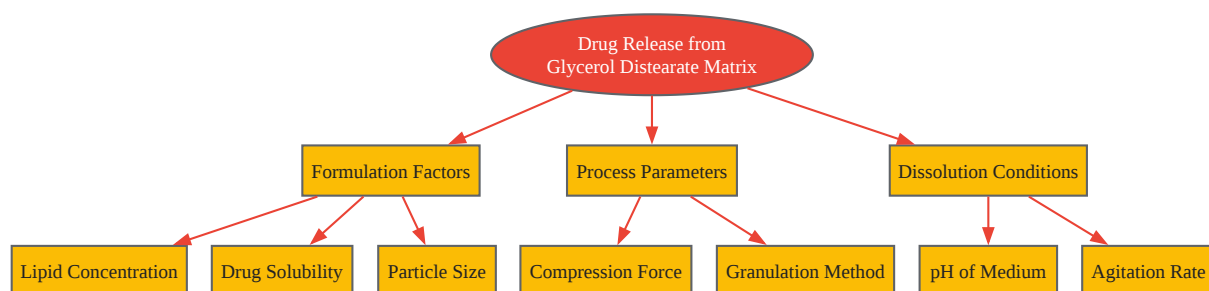 Drug Release from
Glycerol Distearate Matrix
Formulation Factors
Process Parameters
Dissolution Conditions
Lipid Concentration
Drug Solubility
Particle Size
Compression Force
Granulation Method
pH of Medium
Agitation Rate